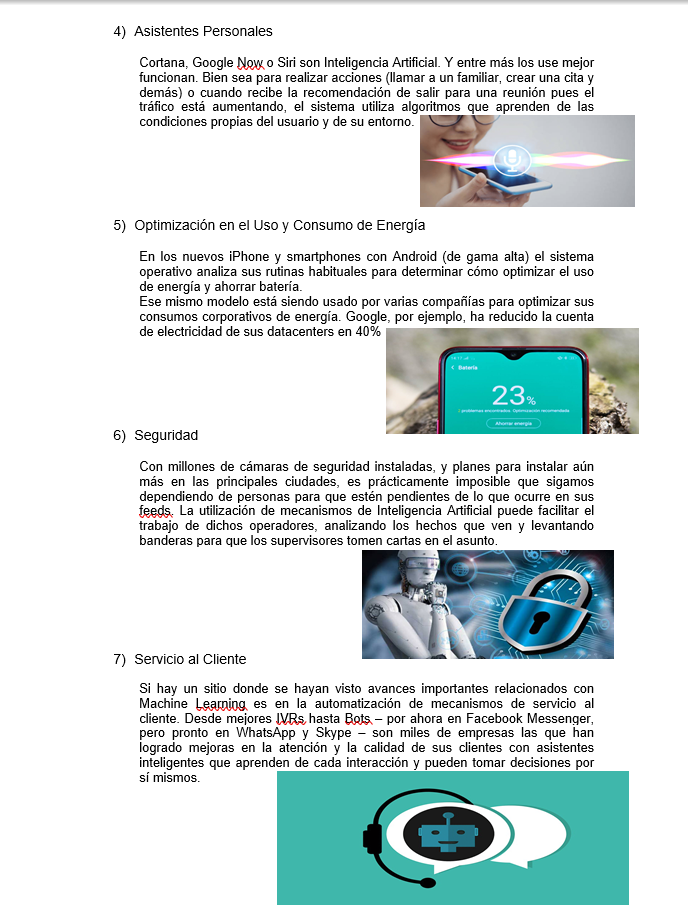 4) Asistentes Personales
Cortana, Google Now o Siri son Inteligencia Artificial. Y entre más los use mejor
funcionan. Bien sea para realizar acciones (llamar a un familiar, crear una cita y
demás) o cuando recibe la recomendación de salir para una reunión pues el
tráfico está aumentando, el sistema utiliza algoritmos que aprenden de las
condiciones propias del usuario y de su entorno.
5) Optimización en el Uso y Consumo de Energía
En los nuevos iPhone y smartphones con Android (de gama alta) el sistema
operativo analiza sus rutinas habituales para determinar cómo optimizar el uso
de energía y ahorrar batería.
Ese mismo modelo está siendo usado por varias compañías para optimizar sus
consumos corporativos de energía. Google, por ejemplo, ha reducido la cuenta
de electricidad de sus datacenters en 40%
Batería
23%
problemas encontrados. Optimización recomendada
Ahorrar energía
6) Seguridad
Con millones de cámaras de seguridad instaladas, y planes para instalar aún
más en las principales ciudades, es prácticamente imposible que sigamos
dependiendo de personas para que estén pendientes de lo que ocurre en sus
feeds. La utilización de mecanismos de Inteligencia Artificial puede facilitar el
trabajo de dichos operadores, analizando los hechos que ven y levantando
banderas para que los supervisores tomen cartas en el asunto.
7) Servicio al Cliente
Si hay un sitio donde se hayan visto avances importantes relacionados con
Machine Learning es en la automatización de mecanismos de servicio al
cliente. Desde mejores IVRs hasta Bots – por ahora en Facebook Messenger,
pero pronto en WhatsApp y Skype – son miles de empresas las que han
logrado mejoras en la atención y la calidad de sus clientes con asistentes
inteligentes que aprenden de cada interacción y pueden tomar decisiones por
sí mismos.